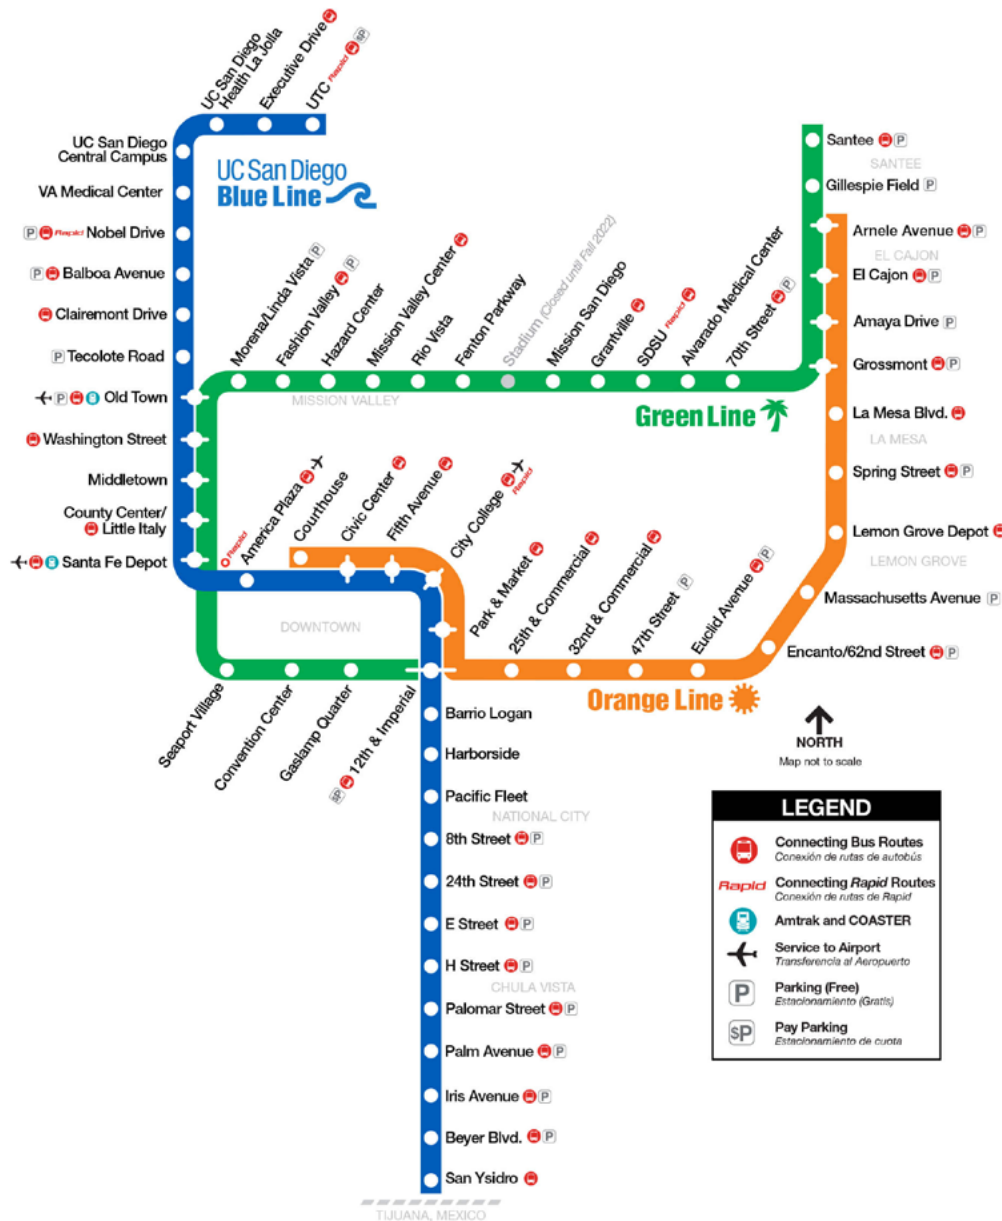 UC San Diego
Health La Jolla
Executive Drive
UTC Rapid $P
UC San Diego
Central Campus
VA Medical Center
P Rapid Nobel Drive
P Balboa Avenue
Clairemont Drive
P Tecolote Road
P Old Town
Washington Street
Middletown
County Center/
Little Italy
Santa Fe Depot
UC San Diego
Blue Line
Morena/Linda Vista P
Fashion Valley P
Hazard Center
Mission Valley Center
Rio Vista
Fenton Parkway
Stadium (Closed until Fall 2022)
Mission San Diego
Grantville
SDSU Rapid
Alvarado Medical Center
70th Street P
MISSION VALLEY
Green Line
Santee P
SANTEE
Gillespie Field P
Arnele Avenue P
EL CAJON
El Cajon P
Amaya Drive P
Grossmont P
La Mesa Blvd.
LA MESA
Spring Street P
Lemon Grove Depot
LEMON GROVE
Massachusetts Avenue P
Encanto/62nd Street P
Rapid
America Plaza
Courthouse
Civic Center
Fifth Avenue
City College Rapid
Park & Market
25th & Commercial
32nd & Commercial
47th Street P
Euclid Avenue P
DOWNTOWN
Orange Line
Seaport Village
Convention Center
Gaslamp Quarter
$P 12th & Imperial
Barrio Logan
Harborside
Pacific Fleet
NATIONAL CITY
8th Street P
24th Street P
E Street P
H Street P
CHULA VISTA
Palomar Street P
Palm Avenue P
Iris Avenue P
Beyer Blvd. P
San Ysidro
TIJUANA, MEXICO
NORTH
Map not to scale
LEGEND
Connecting Bus Routes
Conexión de rutas de autobús
Rapid Connecting Rapid Routes
Conexión de rutas de Rapid
Amtrak and COASTER
Service to Airport
Transferencia al Aeropuerto
P Parking (Free)
Estacionamiento (Gratis)
$P Pay Parking
Estacionamiento de cuota